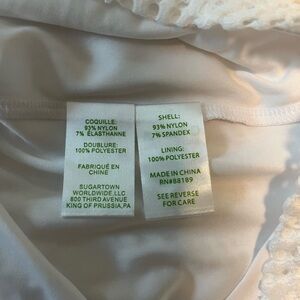 COQUILLE:
93% NYLON
7% ÉLASTHANNE
DOUBLURE:
100% POLYESTER
FABRIQUÉ EN
CHINE
SUGARTOWN
WORLDWIDE, LLC
800 THIRD AVENUE
KING OF PRUSSIA, PA
SHELL:
93% NYLON
7% SPANDEX
LINING:
100% POLYESTER
MADE IN CHINA
RN#88189
SEE REVERSE
FOR CARE